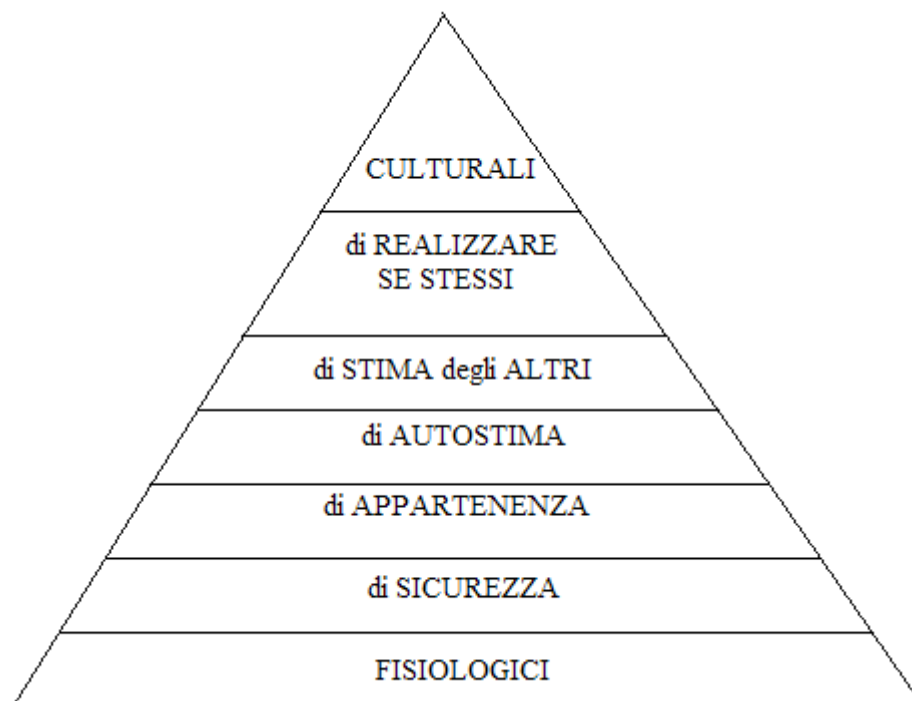 CULTURALI
di REALIZZARE
SE STESSI
di STIMA degli ALTRI
di AUTOSTIMA
di APPARTENENZA
di SICUREZZA
FISIOLOGICI